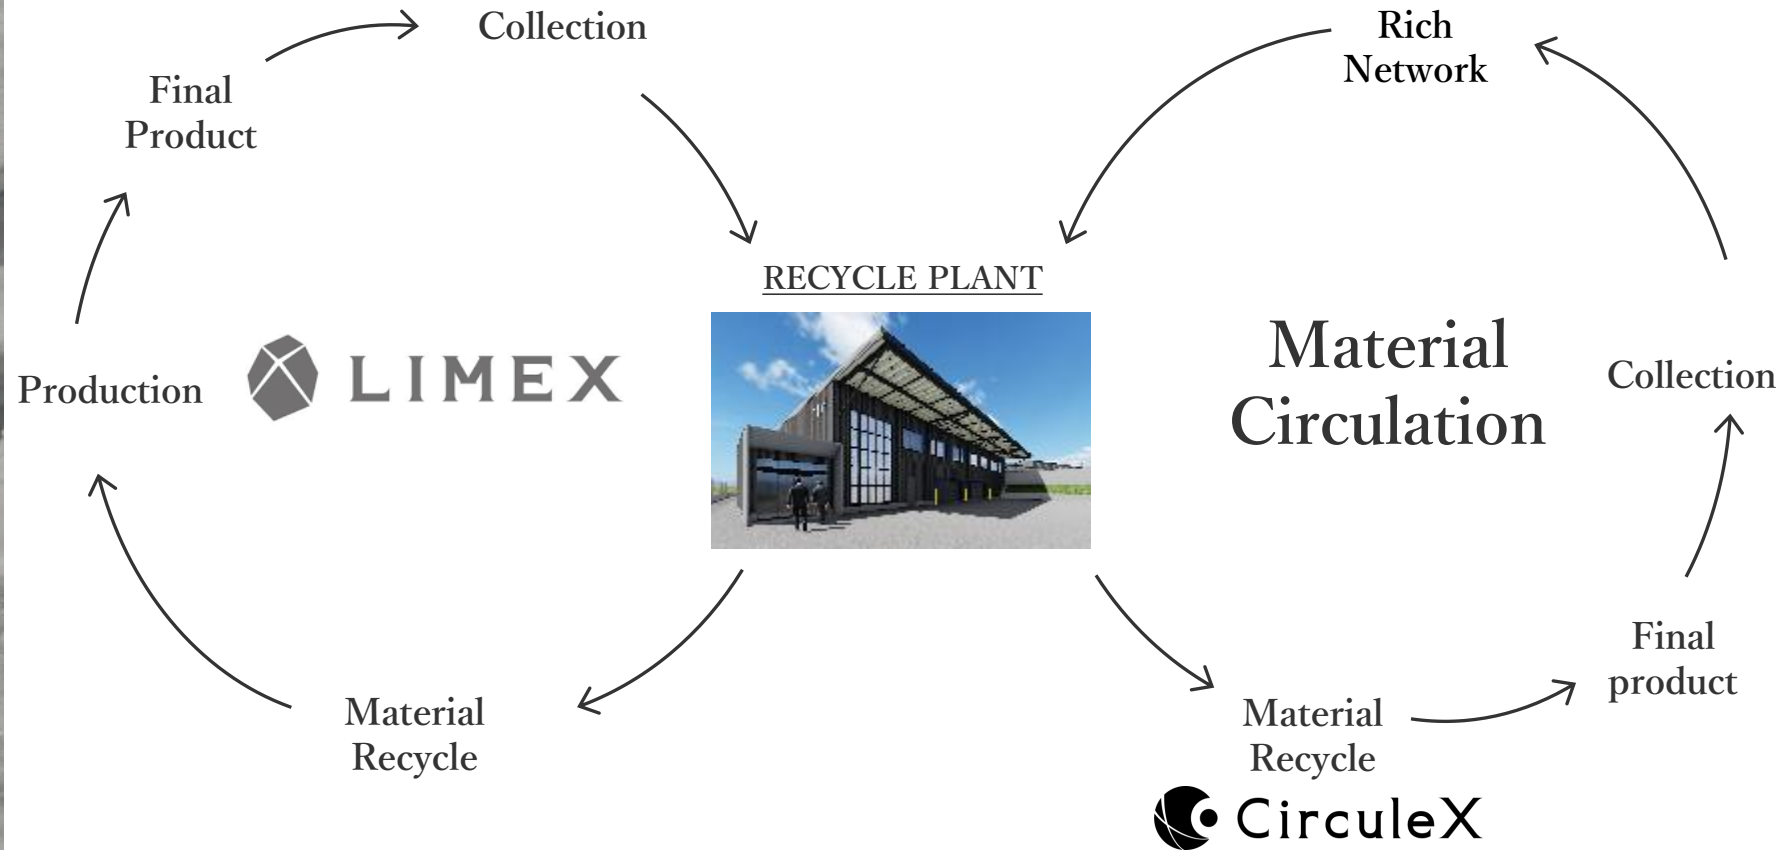 Collection
Final
Product
Production
LIMEX
Material
Recycle
RECYCLE PLANT
Rich
Network
Material
Circulation
Collection
Final
product
Material
Recycle
CirculeX